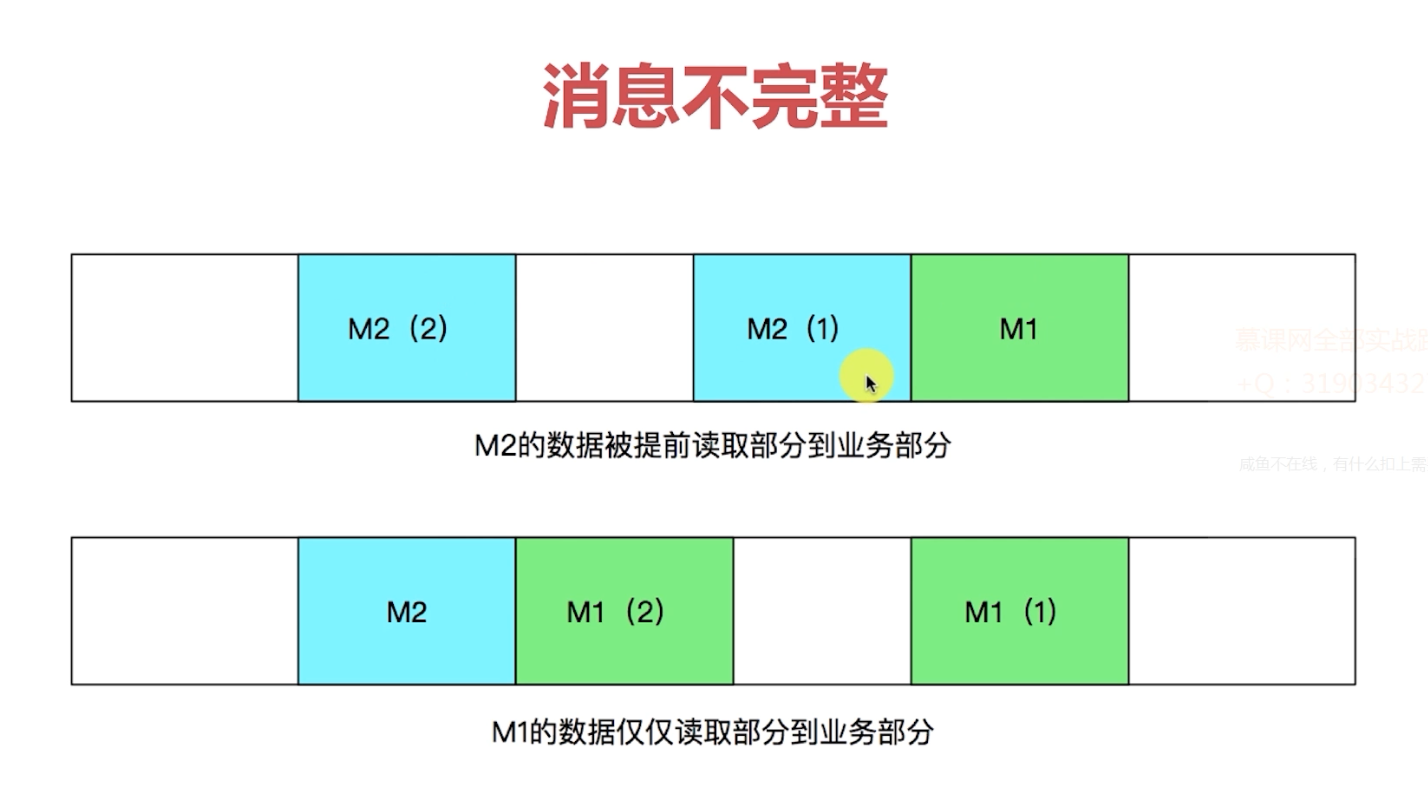 消息不完整
M2（2）
M2（1）
M1
慕课网全部实战
+Q：31903432
M2的数据被提前读取部分到业务部分
咸鱼不在线，有什么扣上需
M2
M1（2）
M1（1）
M1的数据仅仅读取部分到业务部分